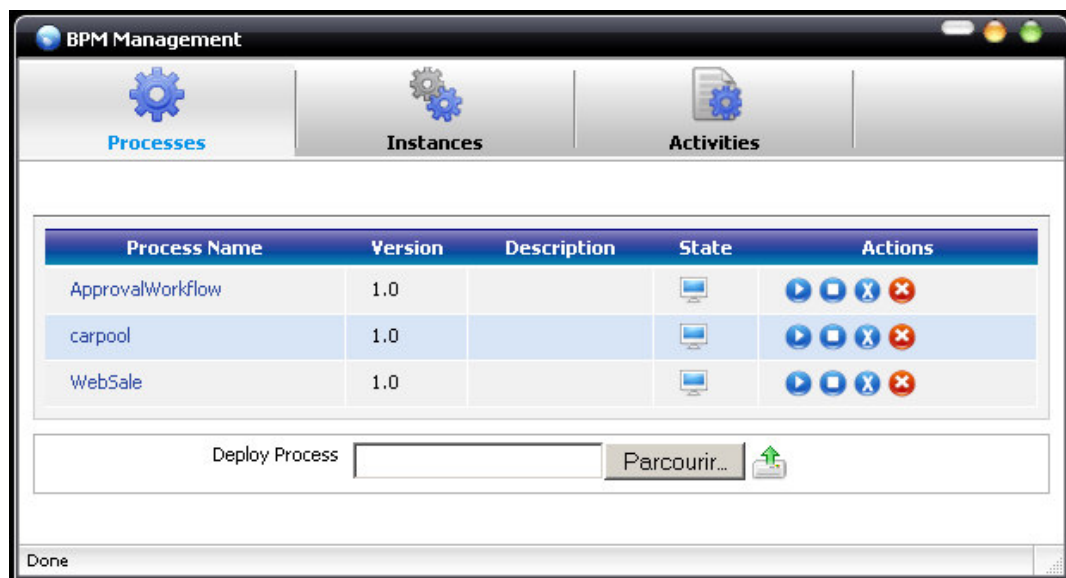 BPM Management
Processes Instances Activities
Process Name Version Description State Actions
ApprovalWorkflow 1.0
carpool 1.0
WebSale 1.0
Deploy Process Parcourir...
Done